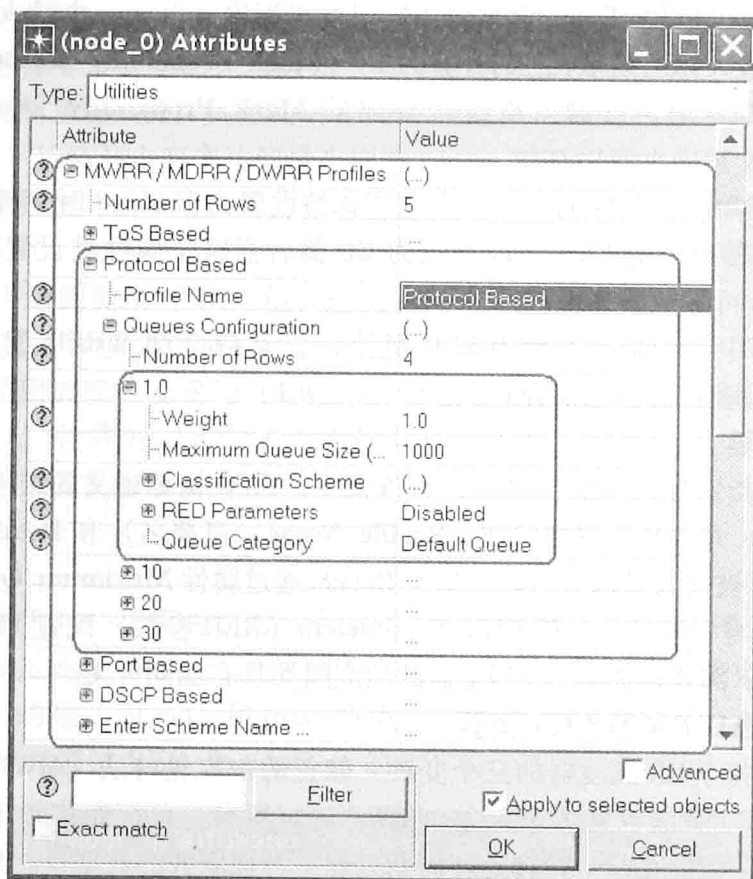 (node_0) Attributes
Type: Utilities
Attribute Value
MWRR / MDRR / DWRR Profiles (...)
Number of Rows 5
ToS Based ...
Protocol Based
Profile Name Protocol Based
Queues Configuration (...)
Number of Rows 4
1.0
Weight 1.0
Maximum Queue Size (... 1000
Classification Scheme (...)
RED Parameters Disabled
Queue Category Default Queue
10 ...
20 ...
30 ...
Port Based ...
DSCP Based ...
Enter Scheme Name ... ...
Advanced
Filter
Apply to selected objects
Exact match
OK Cancel